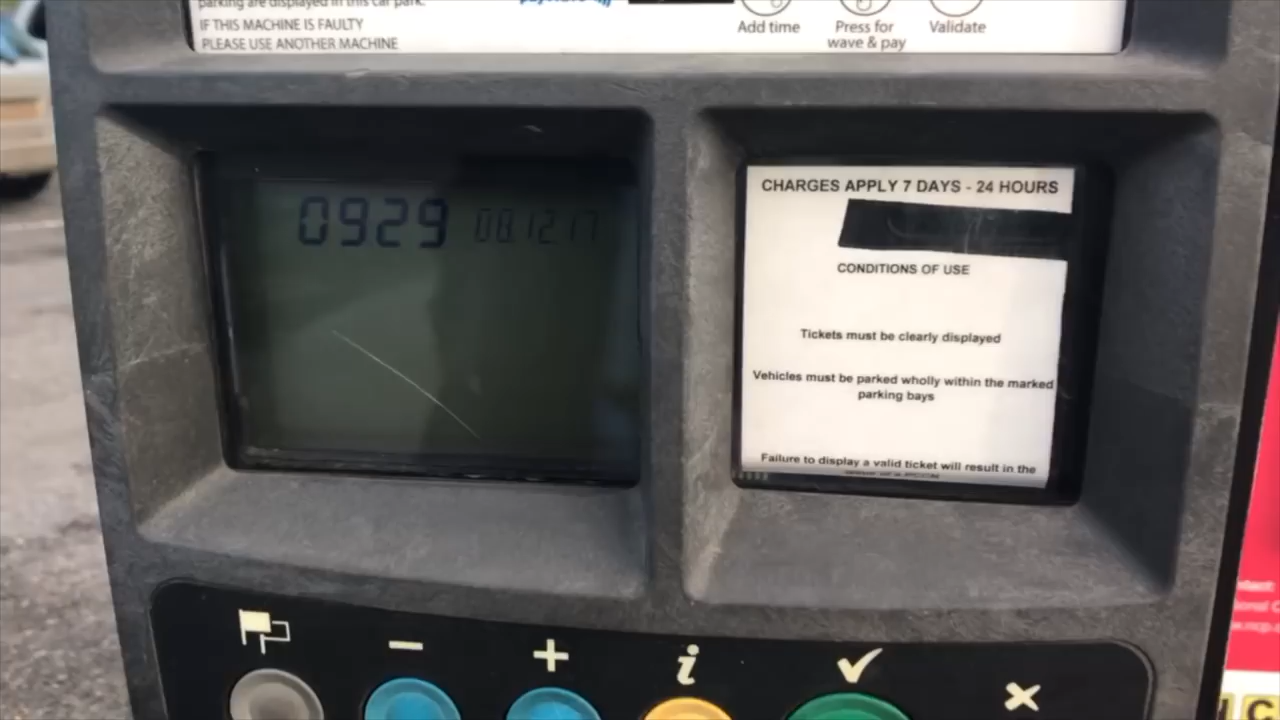 parking are displayed in this car park.
IF THIS MACHINE IS FAULTY
PLEASE USE ANOTHER MACHINE
Add time
Press for
wave & pay
Validate
0929 08.12 17
CHARGES APPLY 7 DAYS - 24 HOURS
CONDITIONS OF USE
Tickets must be clearly displayed
Vehicles must be parked wholly within the marked
parking bays
Failure to display a valid ticket will result in the